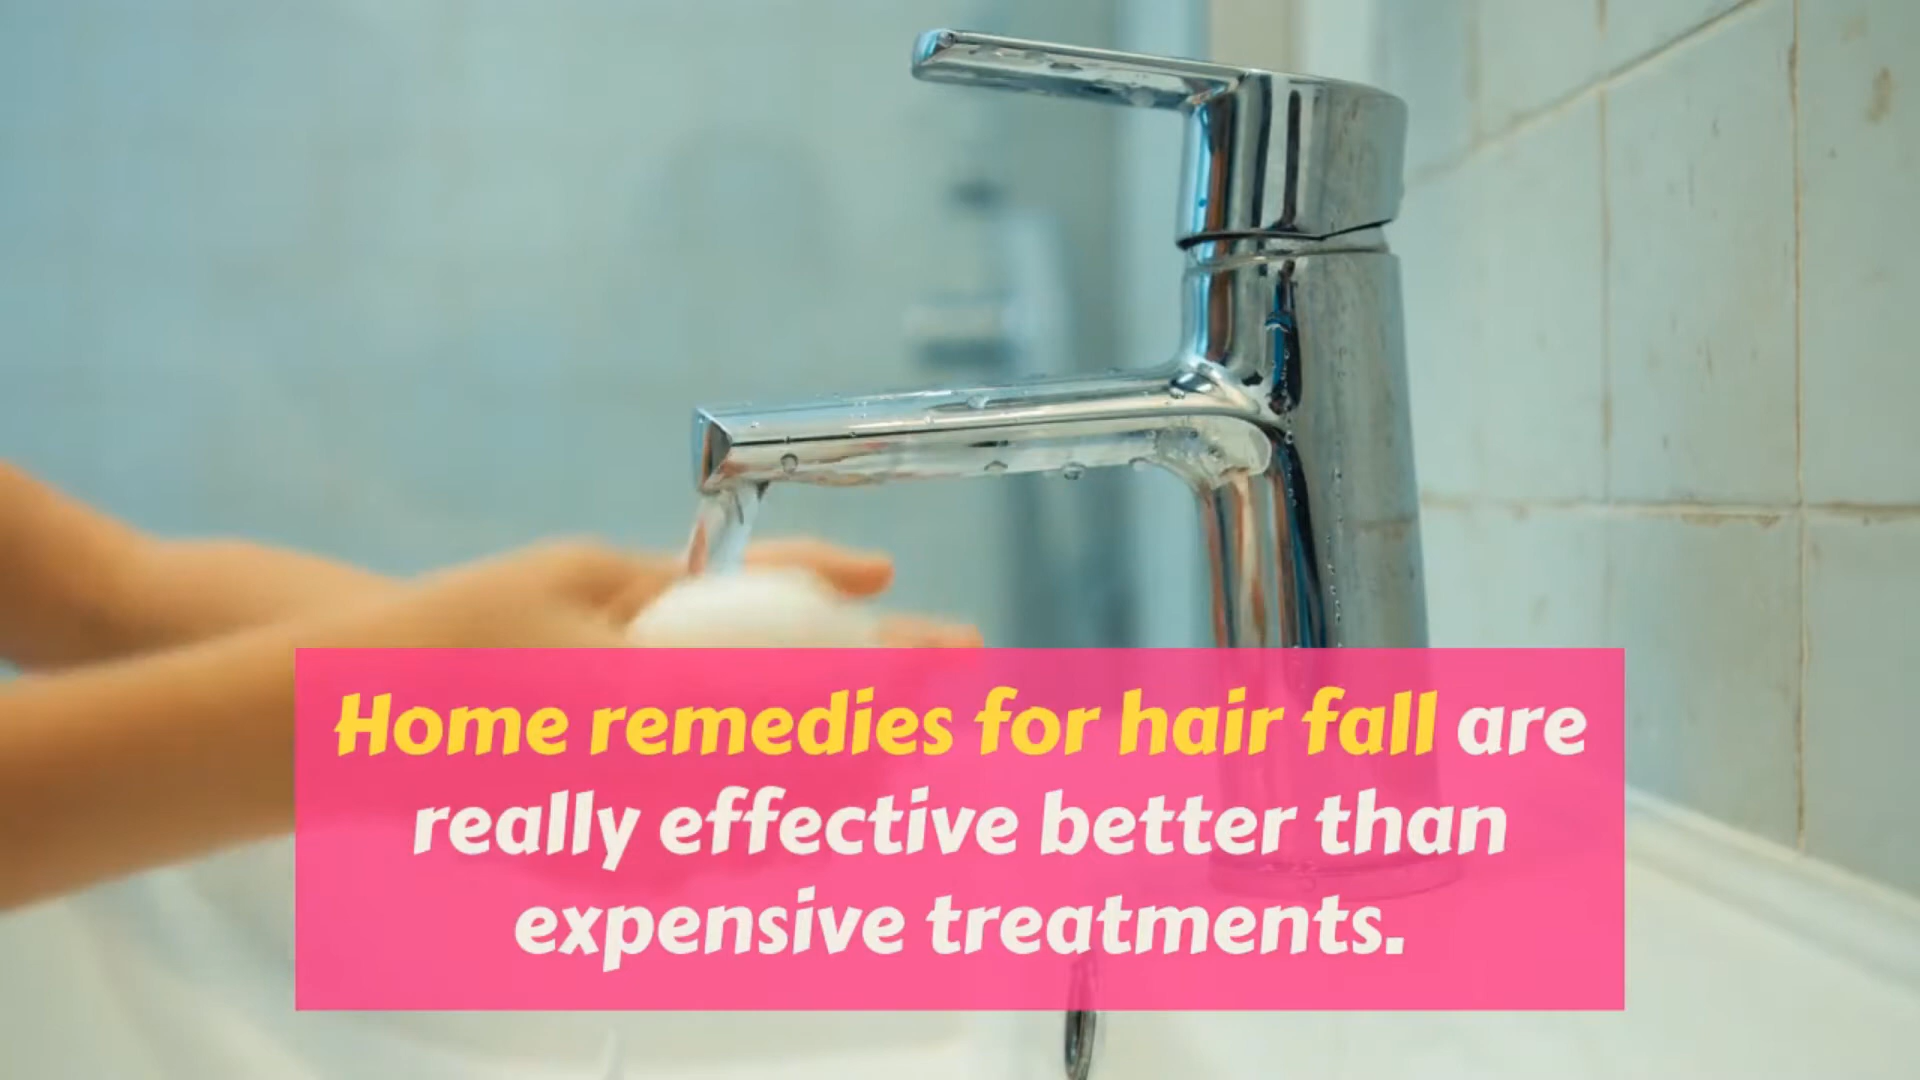 Home remedies for hair fall are
really effective better than
expensive treatments.